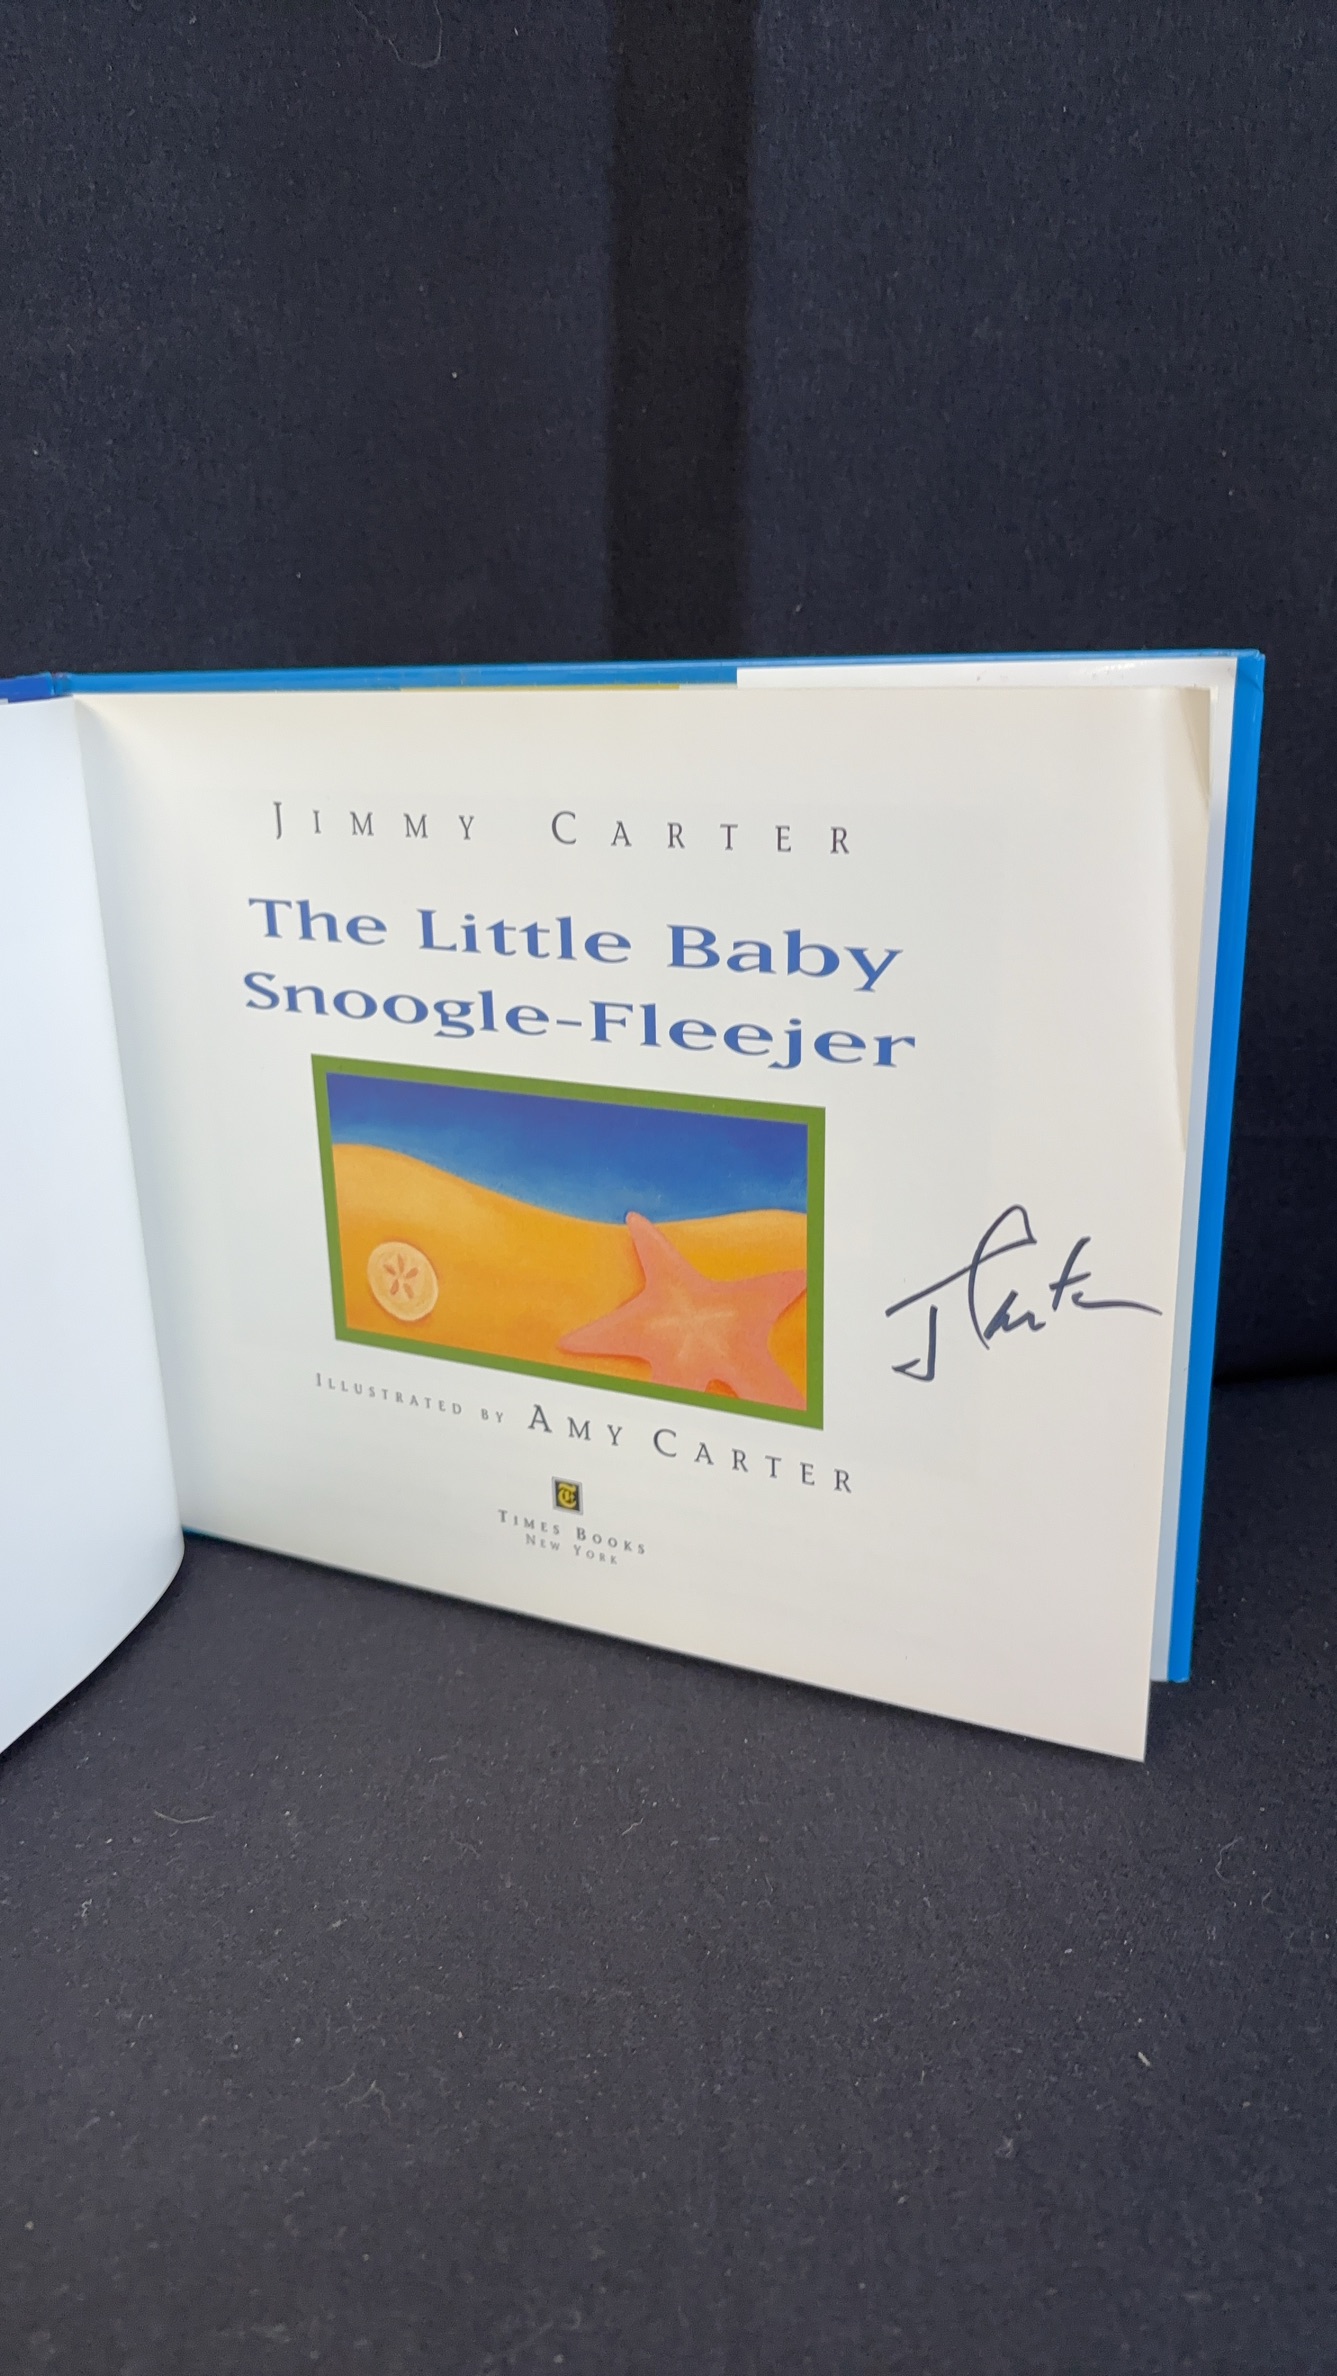 JIMMY CARTER
The Little Baby
Snoogle-Fleejer
J Carter
ILLUSTRATED BY AMY CARTER
T
TIMES BOOKS
NEW YORK